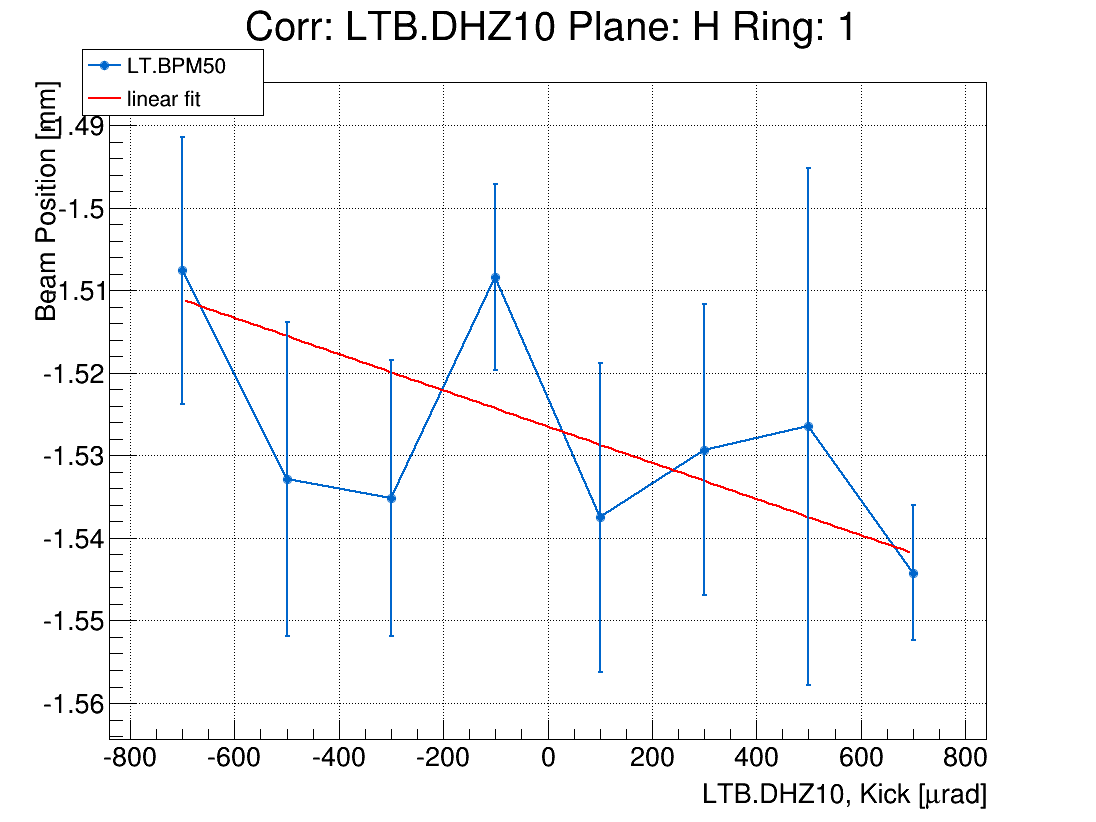 Corr: LTB.DHZ10 Plane: H Ring: 1
LT.BPM50
linear fit
Beam Position [mm]
-1.49
-1.5
-1.51
-1.52
-1.53
-1.54
-1.55
-1.56
-800 -600 -400 -200 0 200 400 600 800
LTB.DHZ10, Kick [μrad]